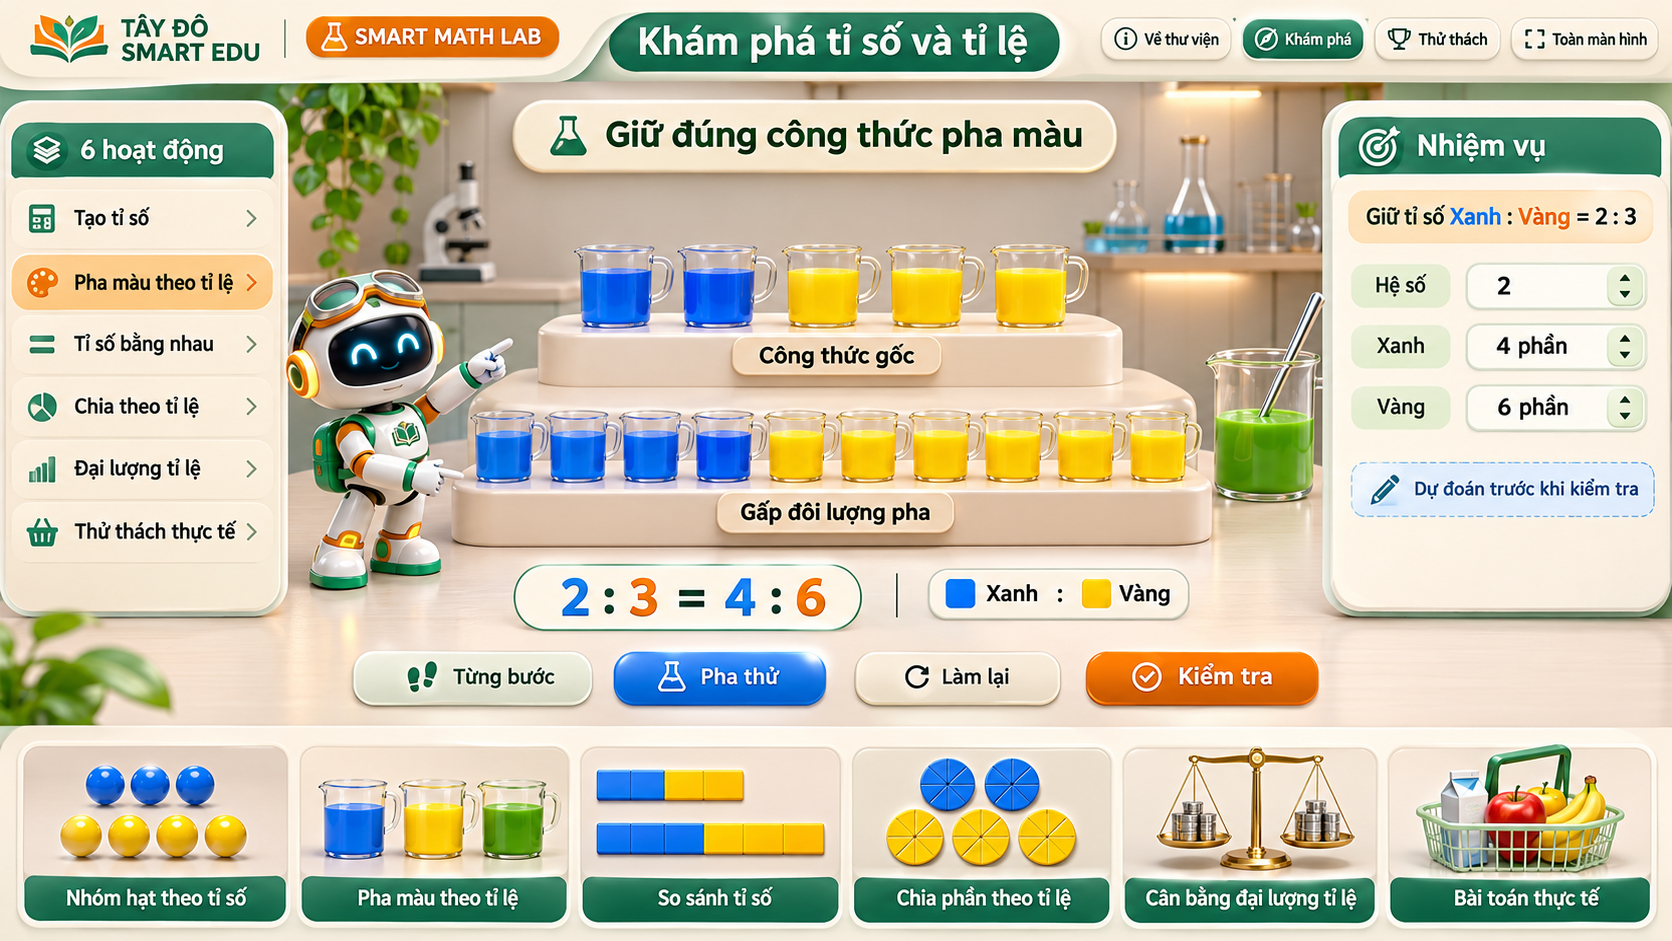 TÂY ĐÔ
SMART EDU
SMART MATH LAB
Khám phá tỉ số và tỉ lệ
Về thư viện
Khám phá
Thử thách
Toàn màn hình
6 hoạt động
Tạo tỉ số
Pha màu theo tỉ lệ
Tỉ số bằng nhau
Chia theo tỉ lệ
Đại lượng tỉ lệ
Thử thách thực tế
Giữ đúng công thức pha màu
Công thức gốc
Gấp đôi lượng pha
2 : 3 = 4 : 6
Xanh : Vàng
Từng bước
Pha thử
Làm lại
Kiểm tra
Nhiệm vụ
Giữ tỉ số Xanh : Vàng = 2 : 3
Hệ số 2
Xanh 4 phần
Vàng 6 phần
Dự đoán trước khi kiểm tra
Nhóm hạt theo tỉ số
Pha màu theo tỉ lệ
So sánh tỉ số
Chia phần theo tỉ lệ
Cân bằng đại lượng tỉ lệ
Bài toán thực tế